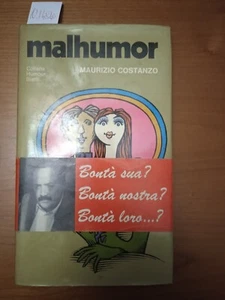 malhumor
MAURIZIO COSTANZO
Bontà sua?
Bontà nostra?
Bontà loro...?